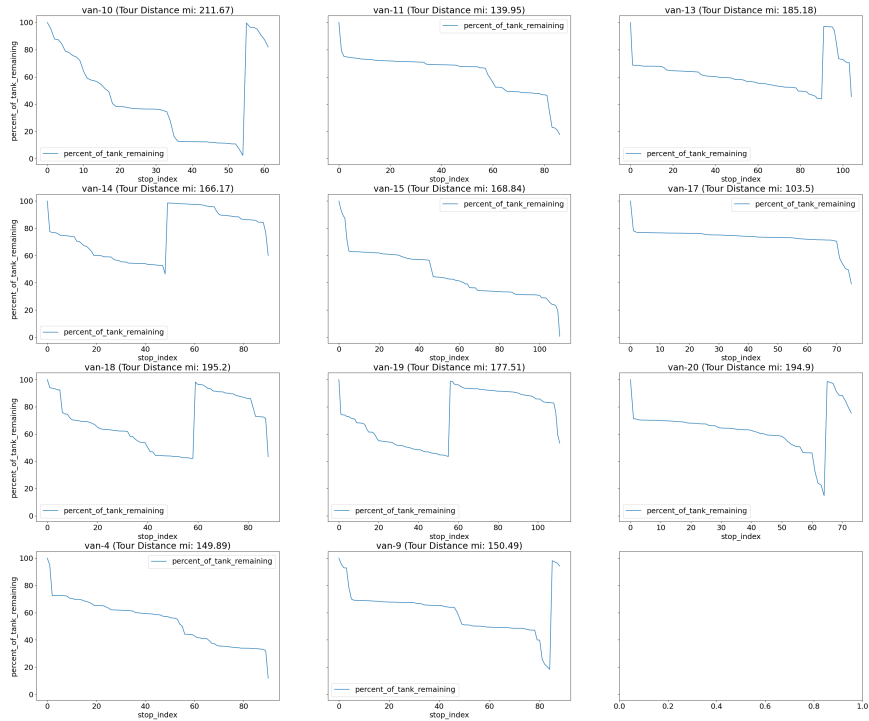 van-10 (Tour Distance mi: 211.67) van-11 (Tour Distance mi: 139.95) van-13 (Tour Distance mi: 185.18)
percent_of_tank_remaining
100
80
60
40
20
0
percent_of_tank_remaining
percent_of_tank_remaining
percent_of_tank_remaining
0 10 20 30 40 50 60 0 20 40 60 80 0 20 40 60 80 100
stop_index stop_index stop_index
van-14 (Tour Distance mi: 166.17) van-15 (Tour Distance mi: 168.84) van-17 (Tour Distance mi: 103.5)
percent_of_tank_remaining
100
80
60
40
20
0
percent_of_tank_remaining
percent_of_tank_remaining
percent_of_tank_remaining
0 20 40 60 80 0 20 40 60 80 100 0 10 20 30 40 50 60 70
stop_index stop_index stop_index
van-18 (Tour Distance mi: 195.2) van-19 (Tour Distance mi: 177.51) van-20 (Tour Distance mi: 194.9)
percent_of_tank_remaining
100
80
60
40
20
0
percent_of_tank_remaining
percent_of_tank_remaining
percent_of_tank_remaining
0 20 40 60 80 0 20 40 60 80 100 0 10 20 30 40 50 60 70
stop_index stop_index stop_index
van-4 (Tour Distance mi: 149.89) van-9 (Tour Distance mi: 150.49)
percent_of_tank_remaining
100
80
60
40
20
0
percent_of_tank_remaining
percent_of_tank_remaining
0 20 40 60 80 0 20 40 60 80 0.0 0.2 0.4 0.6 0.8 1.0
stop_index stop_index